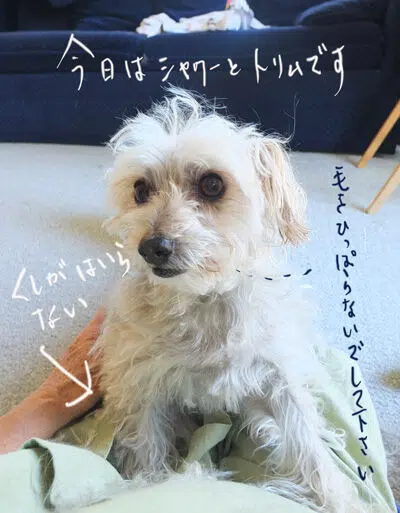 今日はシャワーとトリムです
毛をひっぱらないでして下さい
くしがはいら
ない